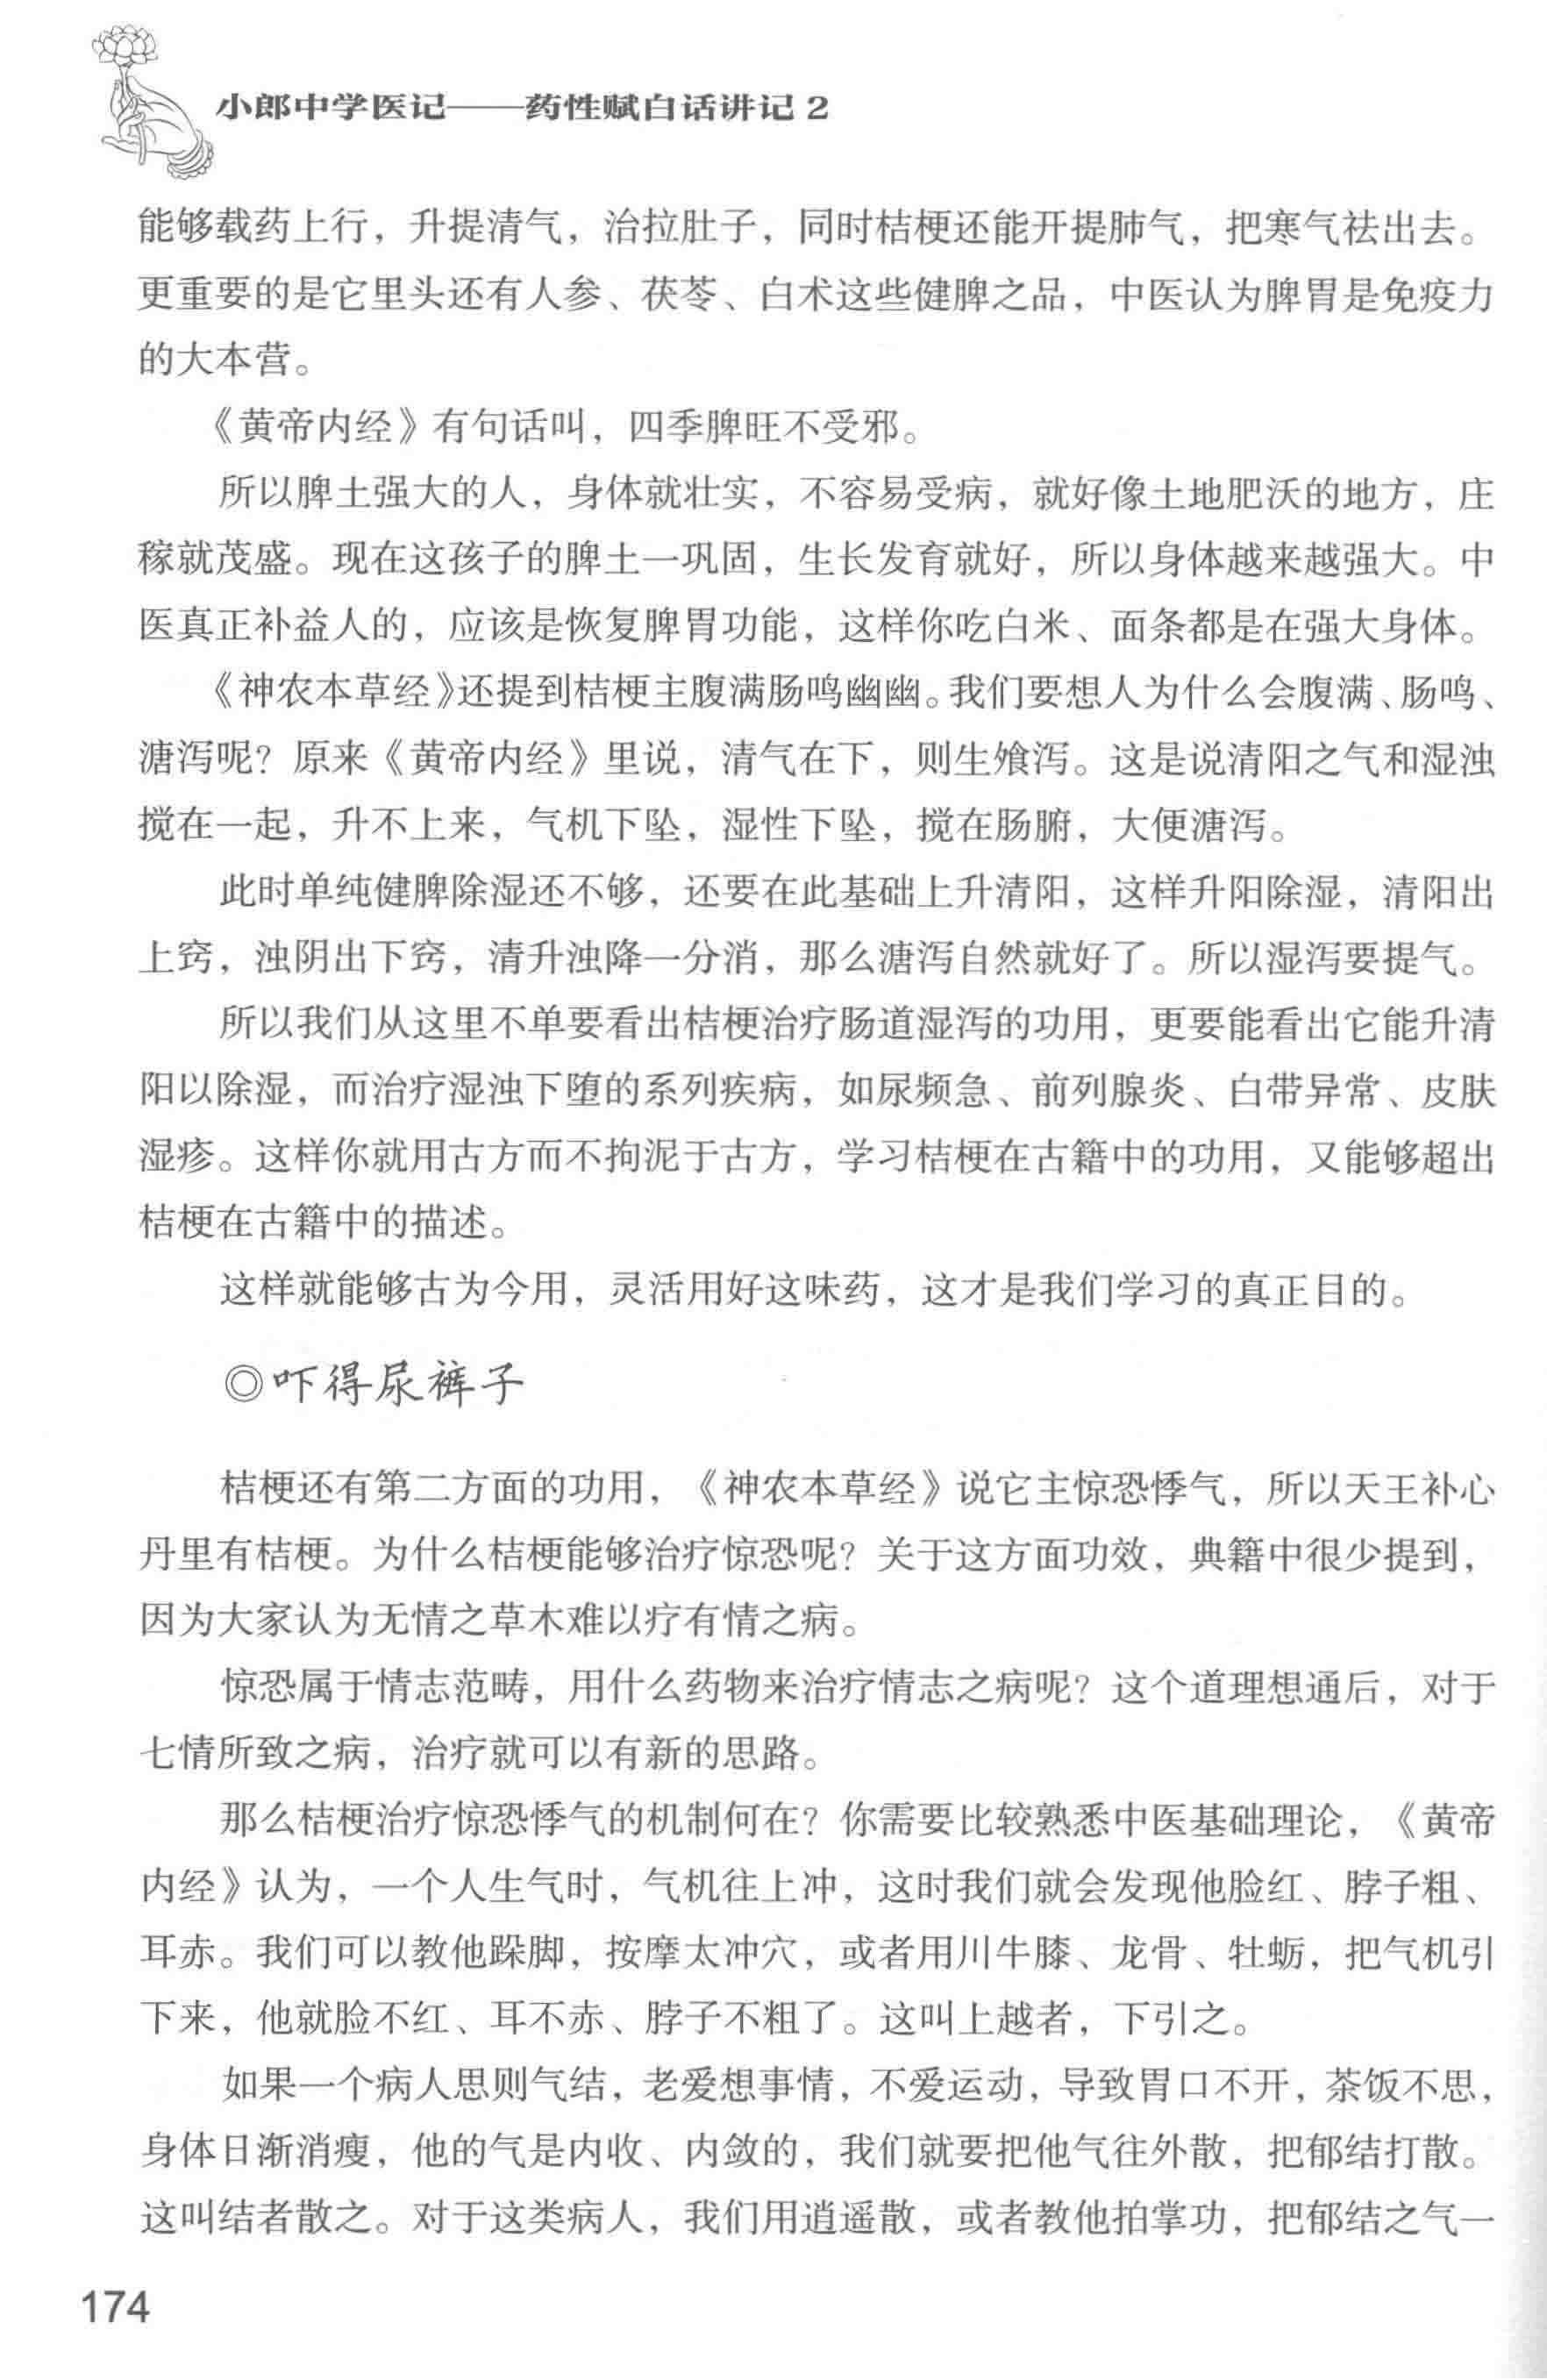 小郎中学医记——药性赋白话讲记 2
能够载药上行，升提清气，治拉肚子，同时桔梗还能开提肺气，把寒气祛出去。
更重要的是它里头还有人参、茯苓、白术这些健脾之品，中医认为脾胃是免疫力
的大本营。
《黄帝内经》有句话叫，四季脾旺不受邪。
所以脾土强大的人，身体就壮实，不容易受病，就好像土地肥沃的地方，庄
稼就茂盛。现在这孩子的脾土一巩固，生长发育就好，所以身体越来越强大。中
医真正补益人的，应该是恢复脾胃功能，这样你吃白米、面条都是在强大身体。
《神农本草经》还提到桔梗主腹满肠鸣幽幽。我们要想人为什么会腹满、肠鸣、
溏泻呢？原来《黄帝内经》里说，清气在下，则生飧泻。这是说清阳之气和湿浊
搅在一起，升不上来，气机下坠，湿性下坠，搅在肠腑，大便溏泻。
此时单纯健脾除湿还不够，还要在此基础上升清阳，这样升阳除湿，清阳出
上窍，浊阴出下窍，清升浊降一分消，那么溏泻自然就好了。所以湿泻要提气。
所以我们从这里不单要看出桔梗治疗肠道湿泻的功用，更要能看出它能升清
阳以除湿，而治疗湿浊下堕的系列疾病，如尿频急、前列腺炎、白带异常、皮肤
湿疹。这样你就用古方而不拘泥于古方，学习桔梗在古籍中的功用，又能够超出
桔梗在古籍中的描述。
这样就能够古为今用，灵活用好这味药，这才是我们学习的真正目的。
◎吓得尿裤子
桔梗还有第二方面的功用，《神农本草经》说它主惊恐悸气，所以天王补心
丹里有桔梗。为什么桔梗能够治疗惊恐呢？关于这方面功效，典籍中很少提到，
因为大家认为无情之草木难以疗有情之病。
惊恐属于情志范畴，用什么药物来治疗情志之病呢？这个道理想通后，对于
七情所致之病，治疗就可以有新的思路。
那么桔梗治疗惊恐悸气的机制何在？你需要比较熟悉中医基础理论，《黄帝
内经》认为，一个人生气时，气机往上冲，这时我们就会发现他脸红、脖子粗、
耳赤。我们可以教他跺脚，按摩太冲穴，或者用川牛膝、龙骨、牡蛎，把气机引
下来，他就脸不红、耳不赤、脖子不粗了。这叫上越者，下引之。
如果一个病人思则气结，老爱想事情，不爱运动，导致胃口不开，茶饭不思，
身体日渐消瘦，他的气是内收、内敛的，我们就要把他气往外散，把郁结打散。
这叫结者散之。对于这类病人，我们用逍遥散，或者教他拍掌功，把郁结之气一
174